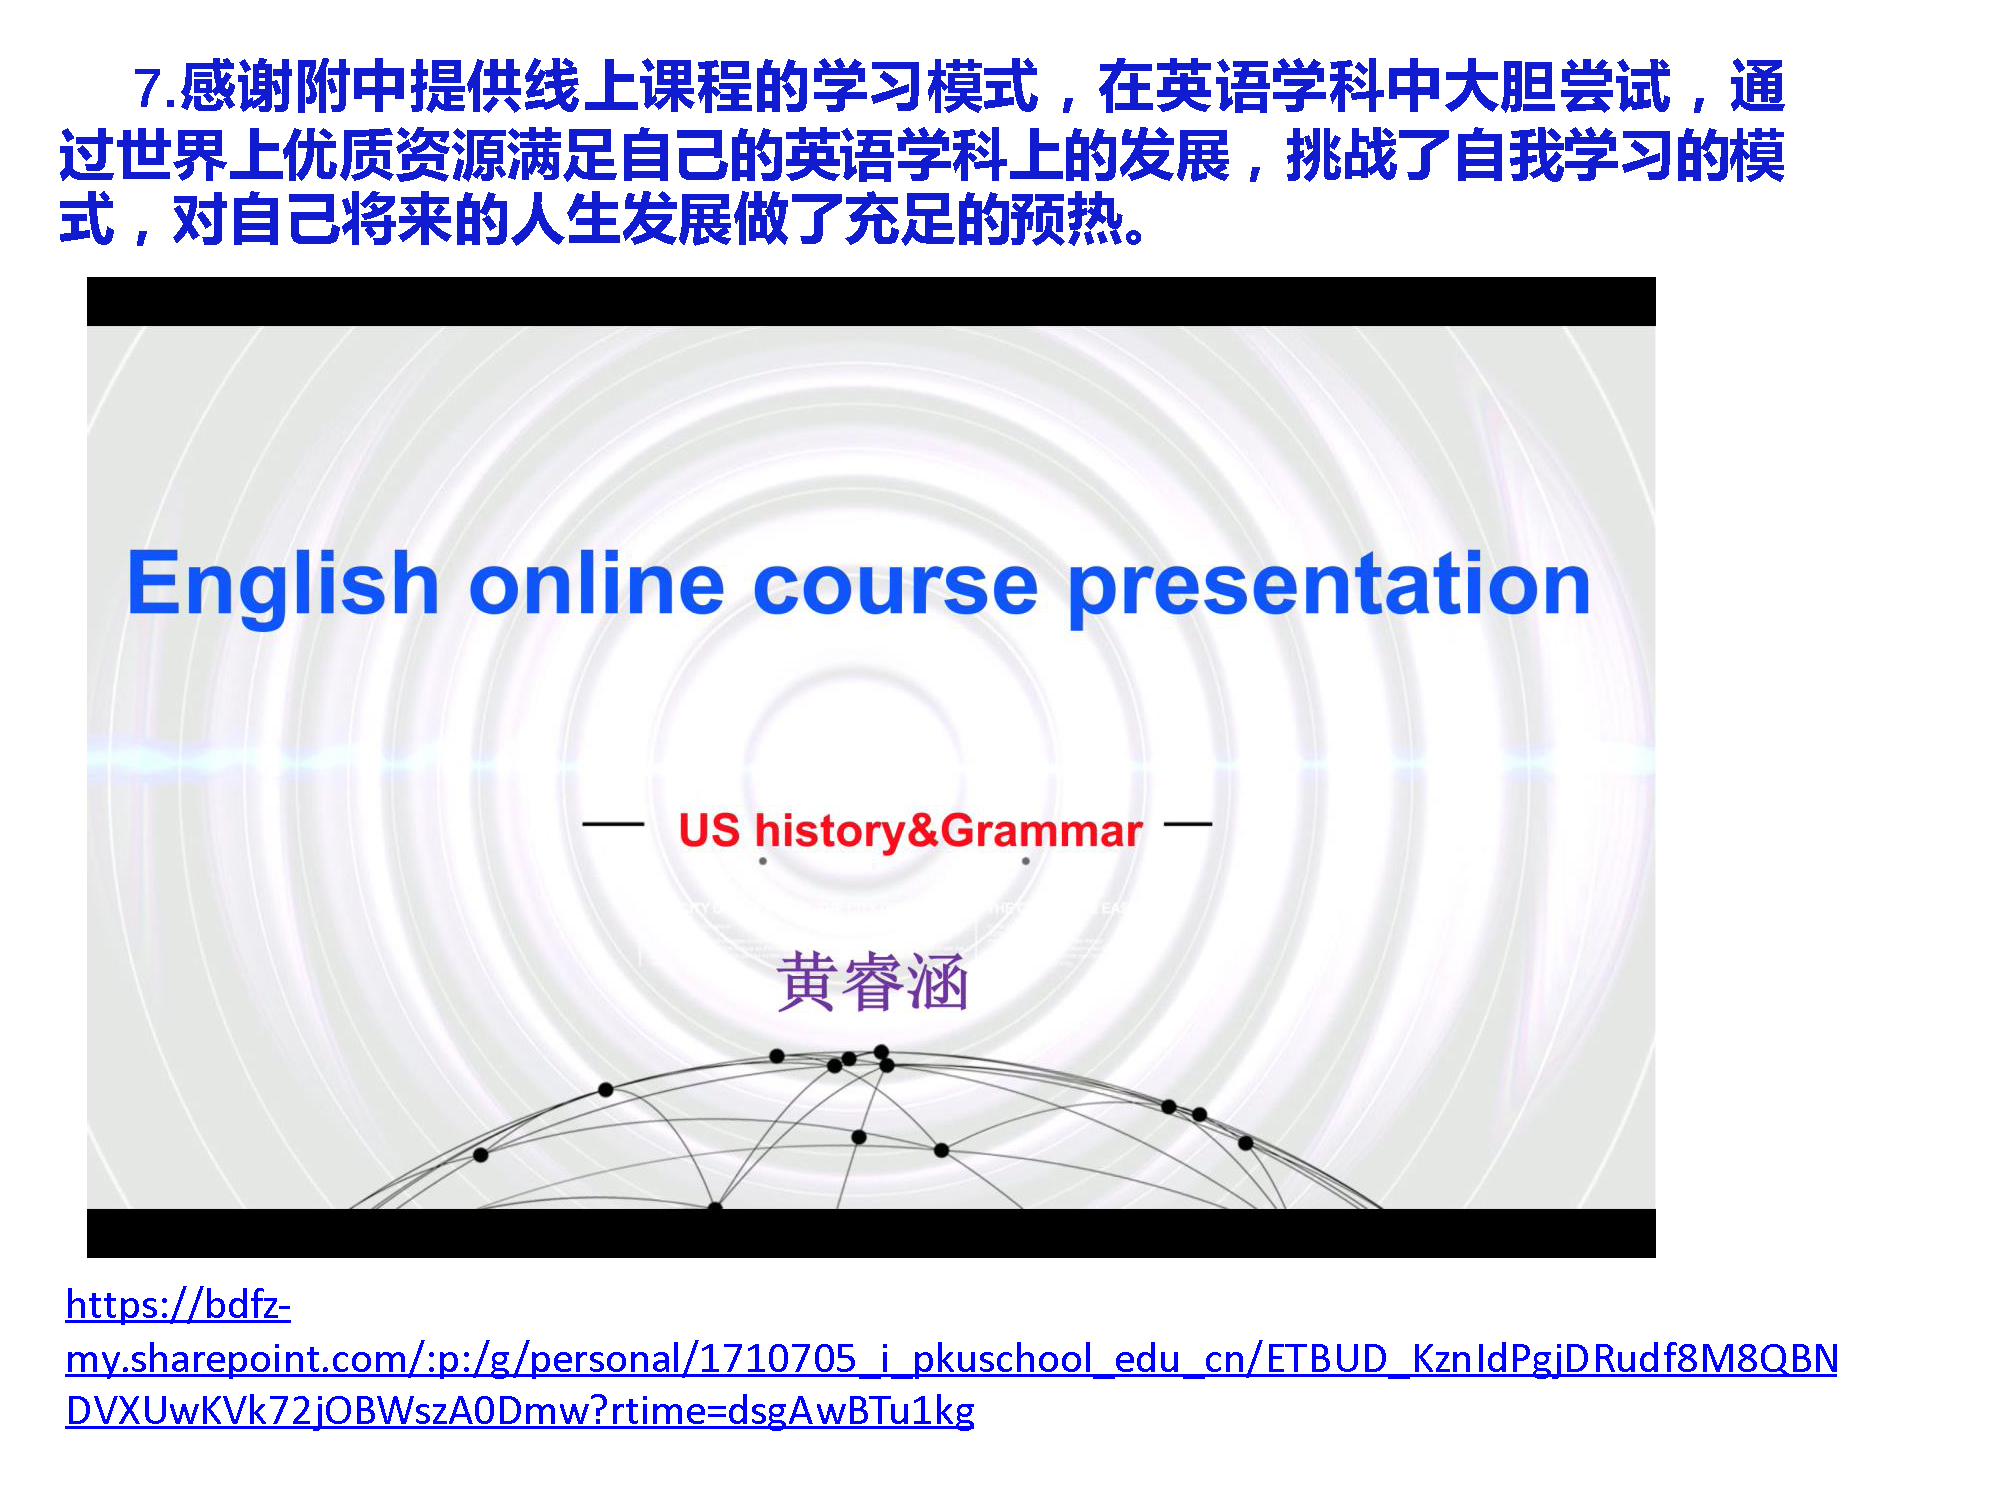 7.感谢附中提供线上课程的学习模式，在英语学科中大胆尝试，通
过世界上优质资源满足自己的英语学科上的发展，挑战了自我学习的模
式，对自己将来的人生发展做了充足的预热。
English online course presentation
US history&Grammar
黄睿涵
https://bdfz-
my.sharepoint.com/:p:/g/personal/1710705_i_pkuschool_edu_cn/ETBUD_KznIdPgjDRudf8M8QBN
DVXUwKVk72jOBWszA0Dmw?rtime=dsgAwBTu1kg